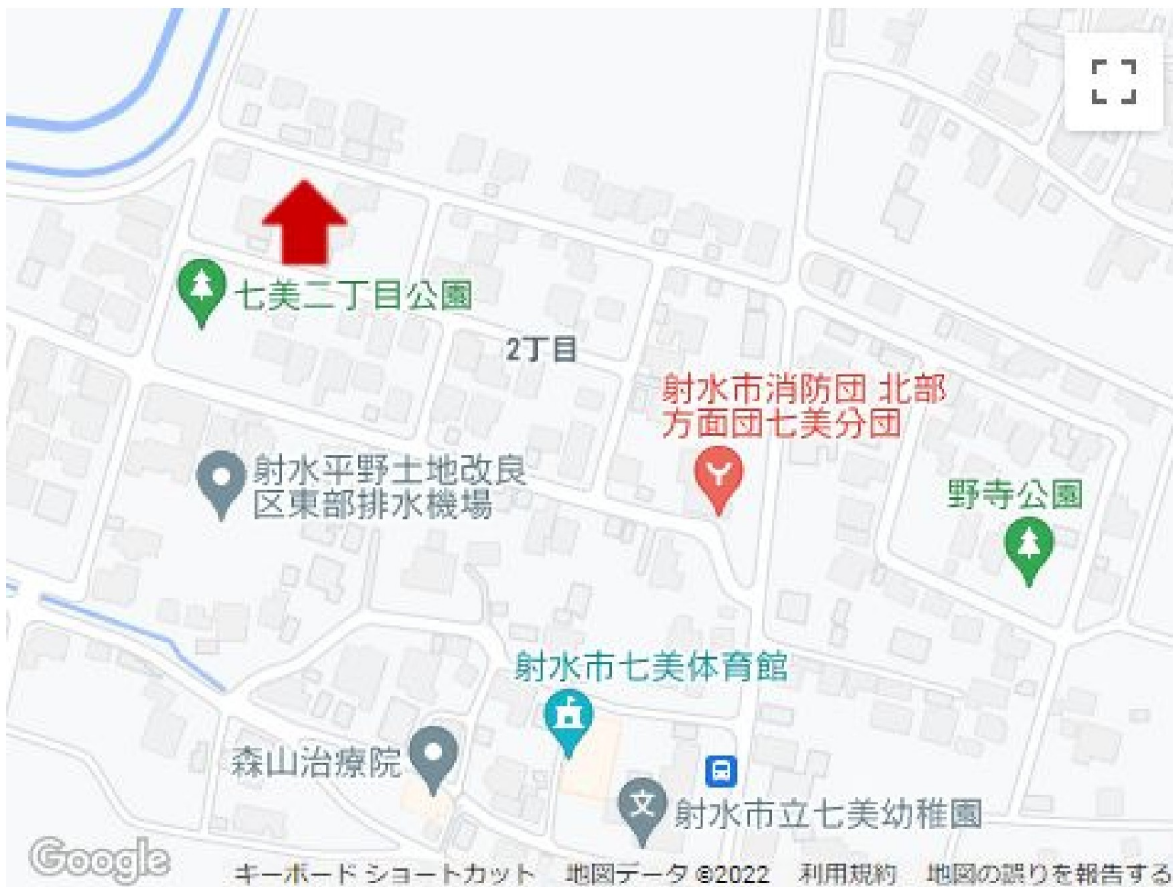 七美二丁目公園
2丁目
射水市消防団 北部
方面団七美分団
射水平野土地改良
区東部排水機場
野寺公園
射水市七美体育館
森山治療院
文
射水市立七美幼稚園
Google
キーボード ショートカット
地図データ ©2022
利用規約
地図の誤りを報告する